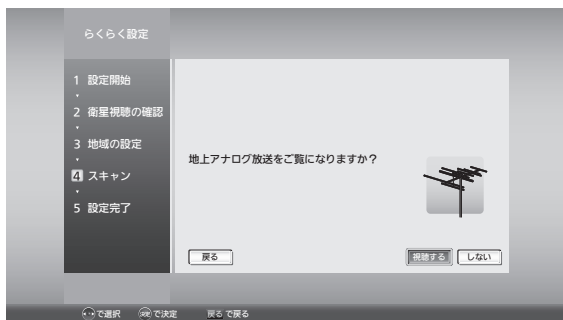 らくらく設定
1 設定開始
2 衛星視聴の確認
3 地域の設定
4 スキャン
5 設定完了
地上アナログ放送をご覧になりますか？
戻る
視聴する しない
で選択 決定 で決定 戻る で戻る